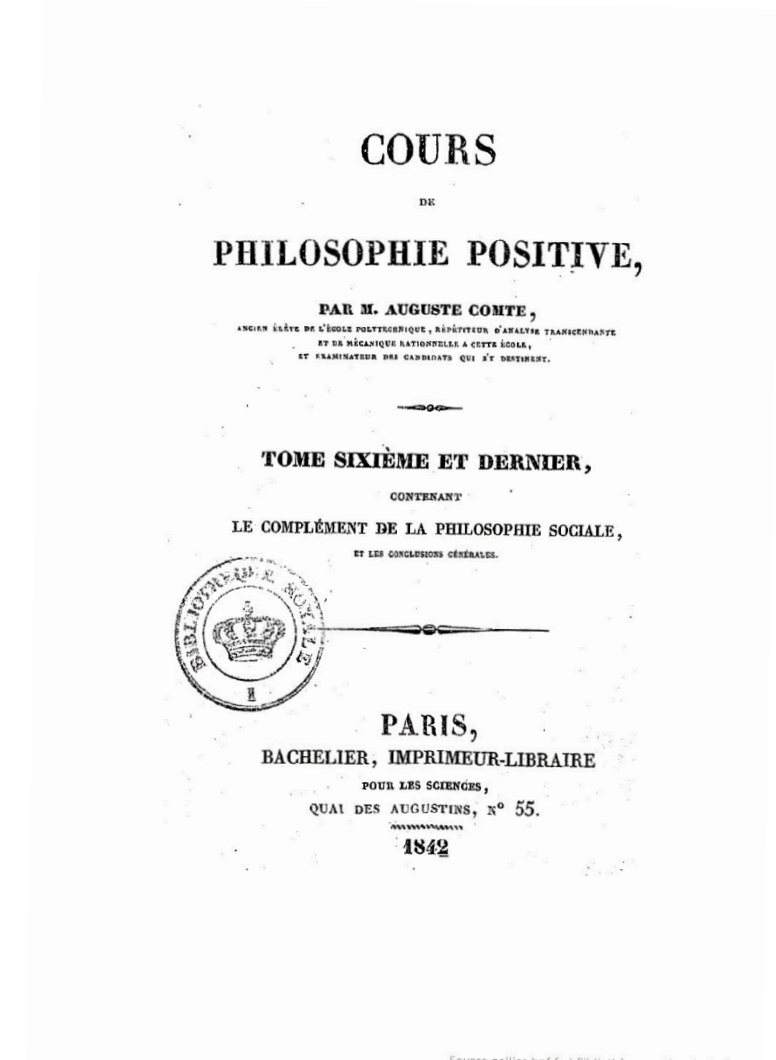 COURS
DE
PHILOSOPHIE POSITIVE,
PAR M. AUGUSTE COMTE,
ANCIEN ÉLÈVE DE L'ÉCOLE POLYTECHNIQUE, RÉPÉTITEUR D'ANALYSE TRANSCENDANTE
ET DE MÉCANIQUE RATIONNELLE A CETTE ÉCOLE,
ET EXAMINATEUR DES CANDIDATS QUI S'Y DESTINENT.
TOME SIXIÈME ET DERNIER,
CONTENANT
LE COMPLÉMENT DE LA PHILOSOPHIE SOCIALE,
ET LES CONCLUSIONS GÉNÉRALES.
BIBLIOTHEQUE ROYALE
I
PARIS,
BACHELIER, IMPRIMEUR-LIBRAIRE
POUR LES SCIENCES,
QUAI DES AUGUSTINS, N° 55.
1842